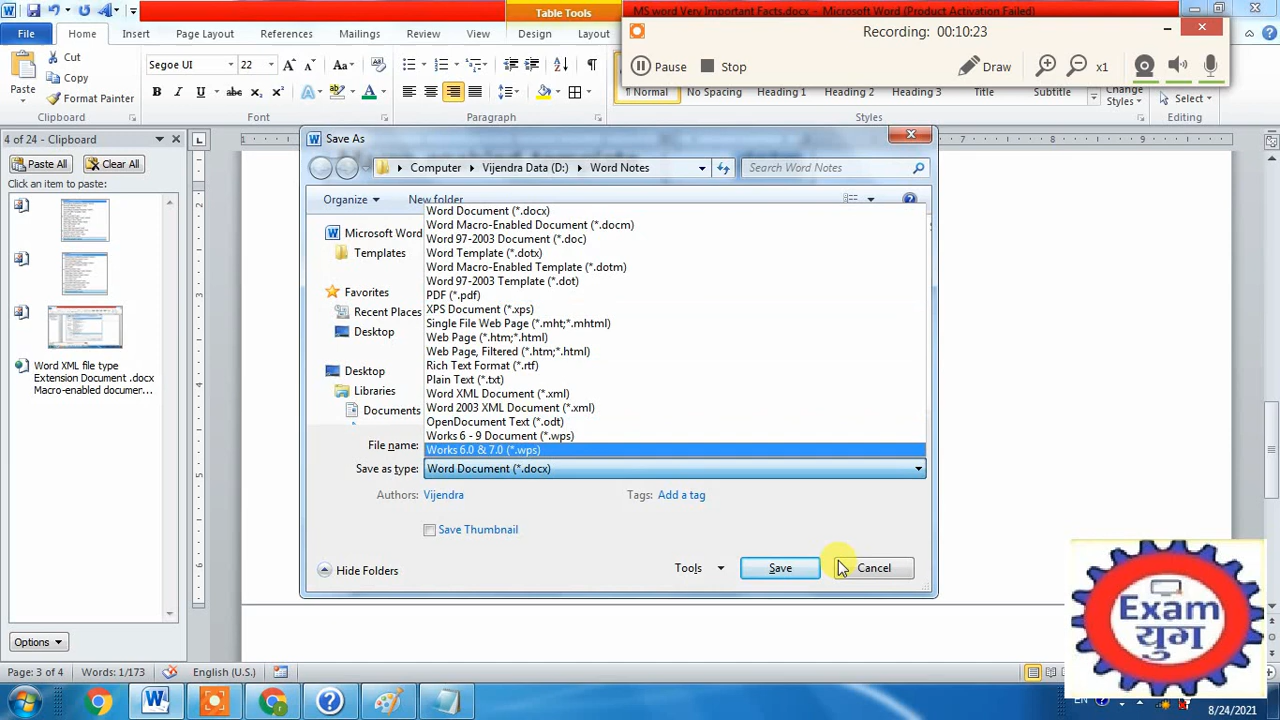 Table Tools
MS word Very Important Facts.docx - Microsoft Word (Product Activation Failed)
File Home Insert Page Layout References Mailings Review View Design Layout
Recording: 00:10:23
Pause Stop Draw x1
Paste Cut Copy Format Painter
Segoe UI 22
Normal No Spacing Heading 1 Heading 2 Heading 3 Title Subtitle
Change Styles Select
Clipboard Font Paragraph Editing
4 of 24 - Clipboard
Paste All Clear All
Click an item to paste:
Word XML file type
Extension Document .docx
Macro-enabled documer...
Options
Save As
Computer Vijendra Data (D:) Word Notes Search Word Notes
Organize New folder
Microsoft Word
Templates
Favorites
Recent Places
Desktop
Desktop
Libraries
Documents
Word Document (*.docx)
Word Macro-Enabled Document (*.docm)
Word 97-2003 Document (*.doc)
Word Template (*.dotx)
Word Macro-Enabled Template (*.dotm)
Word 97-2003 Template (*.dot)
PDF (*.pdf)
XPS Document (*.xps)
Single File Web Page (*.mht;*.mhtml)
Web Page (*.htm;*.html)
Web Page, Filtered (*.htm;*.html)
Rich Text Format (*.rtf)
Plain Text (*.txt)
Word XML Document (*.xml)
Word 2003 XML Document (*.xml)
OpenDocument Text (*.odt)
Works 6 - 9 Document (*.wps)
Works 6.0 & 7.0 (*.wps)
File name:
Save as type: Word Document (*.docx)
Authors: Vijendra Tags: Add a tag
Save Thumbnail
Hide Folders Tools Save Cancel
Exam
युग
Page: 3 of 4 Words: 1/173 English (U.S.)
EN
8/24/2021